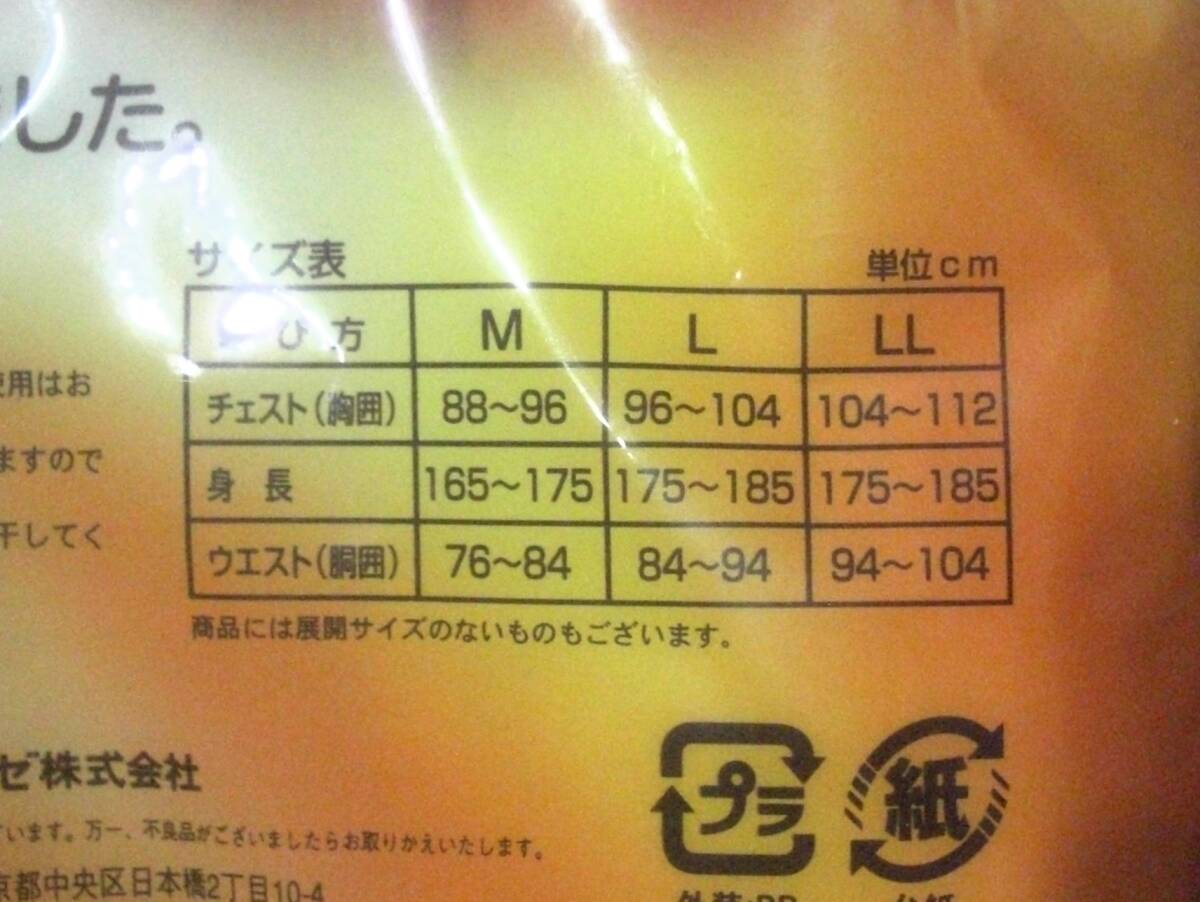 した。
サイズ表 単位cm
び方 M L LL
チェスト(胸囲) 88〜96 96〜104 104〜112
身長 165〜175 175〜185 175〜185
ウエスト(胴囲) 76〜84 84〜94 94〜104
商品には展開サイズのないものもございます。
使用はお
ますので
干してく
ゼ株式会社
ざいます。万一、不良品がございましたらお取りかえいたします。
京都中央区日本橋2丁目10-4
プラ
紙